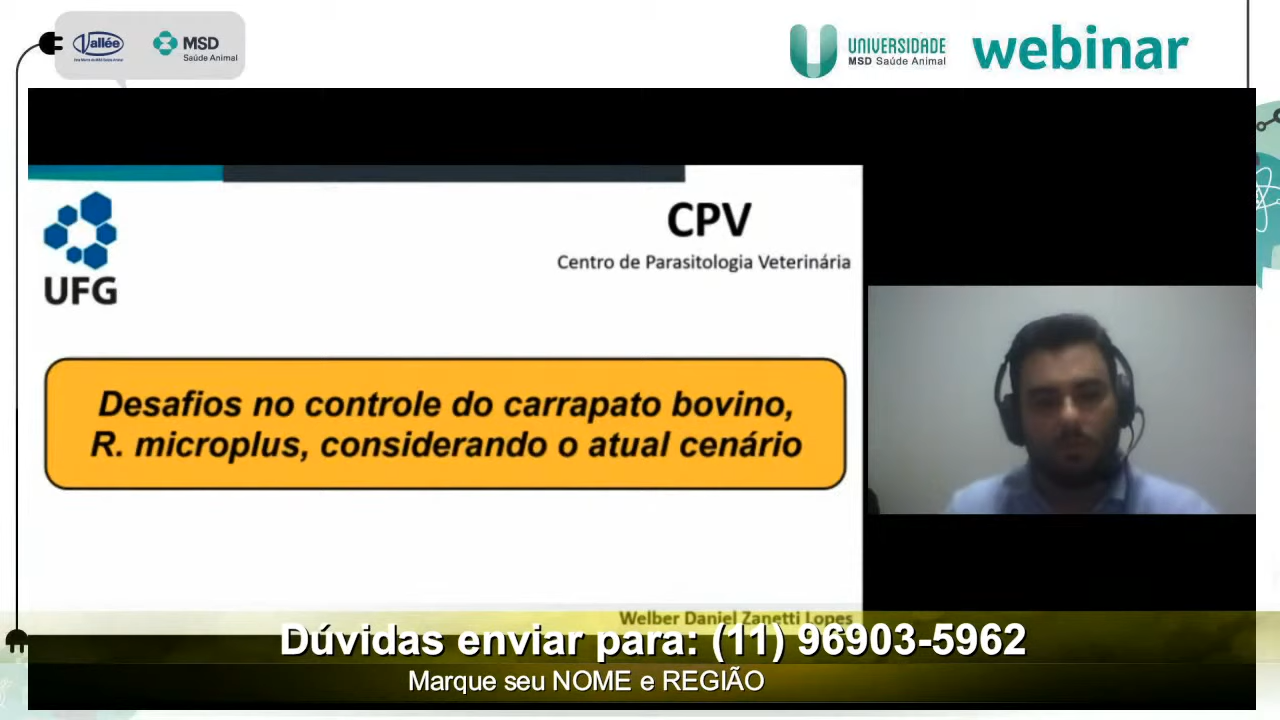 Vallée
MSD
Saúde Animal
UNIVERSIDADE
MSD Saúde Animal
webinar
UFG
CPV
Centro de Parasitologia Veterinária
Desafios no controle do carrapato bovino,
R. microplus, considerando o atual cenário
Welber Daniel Zanetti Lopes
Dúvidas enviar para: (11) 96903-5962
Marque seu NOME e REGIÃO